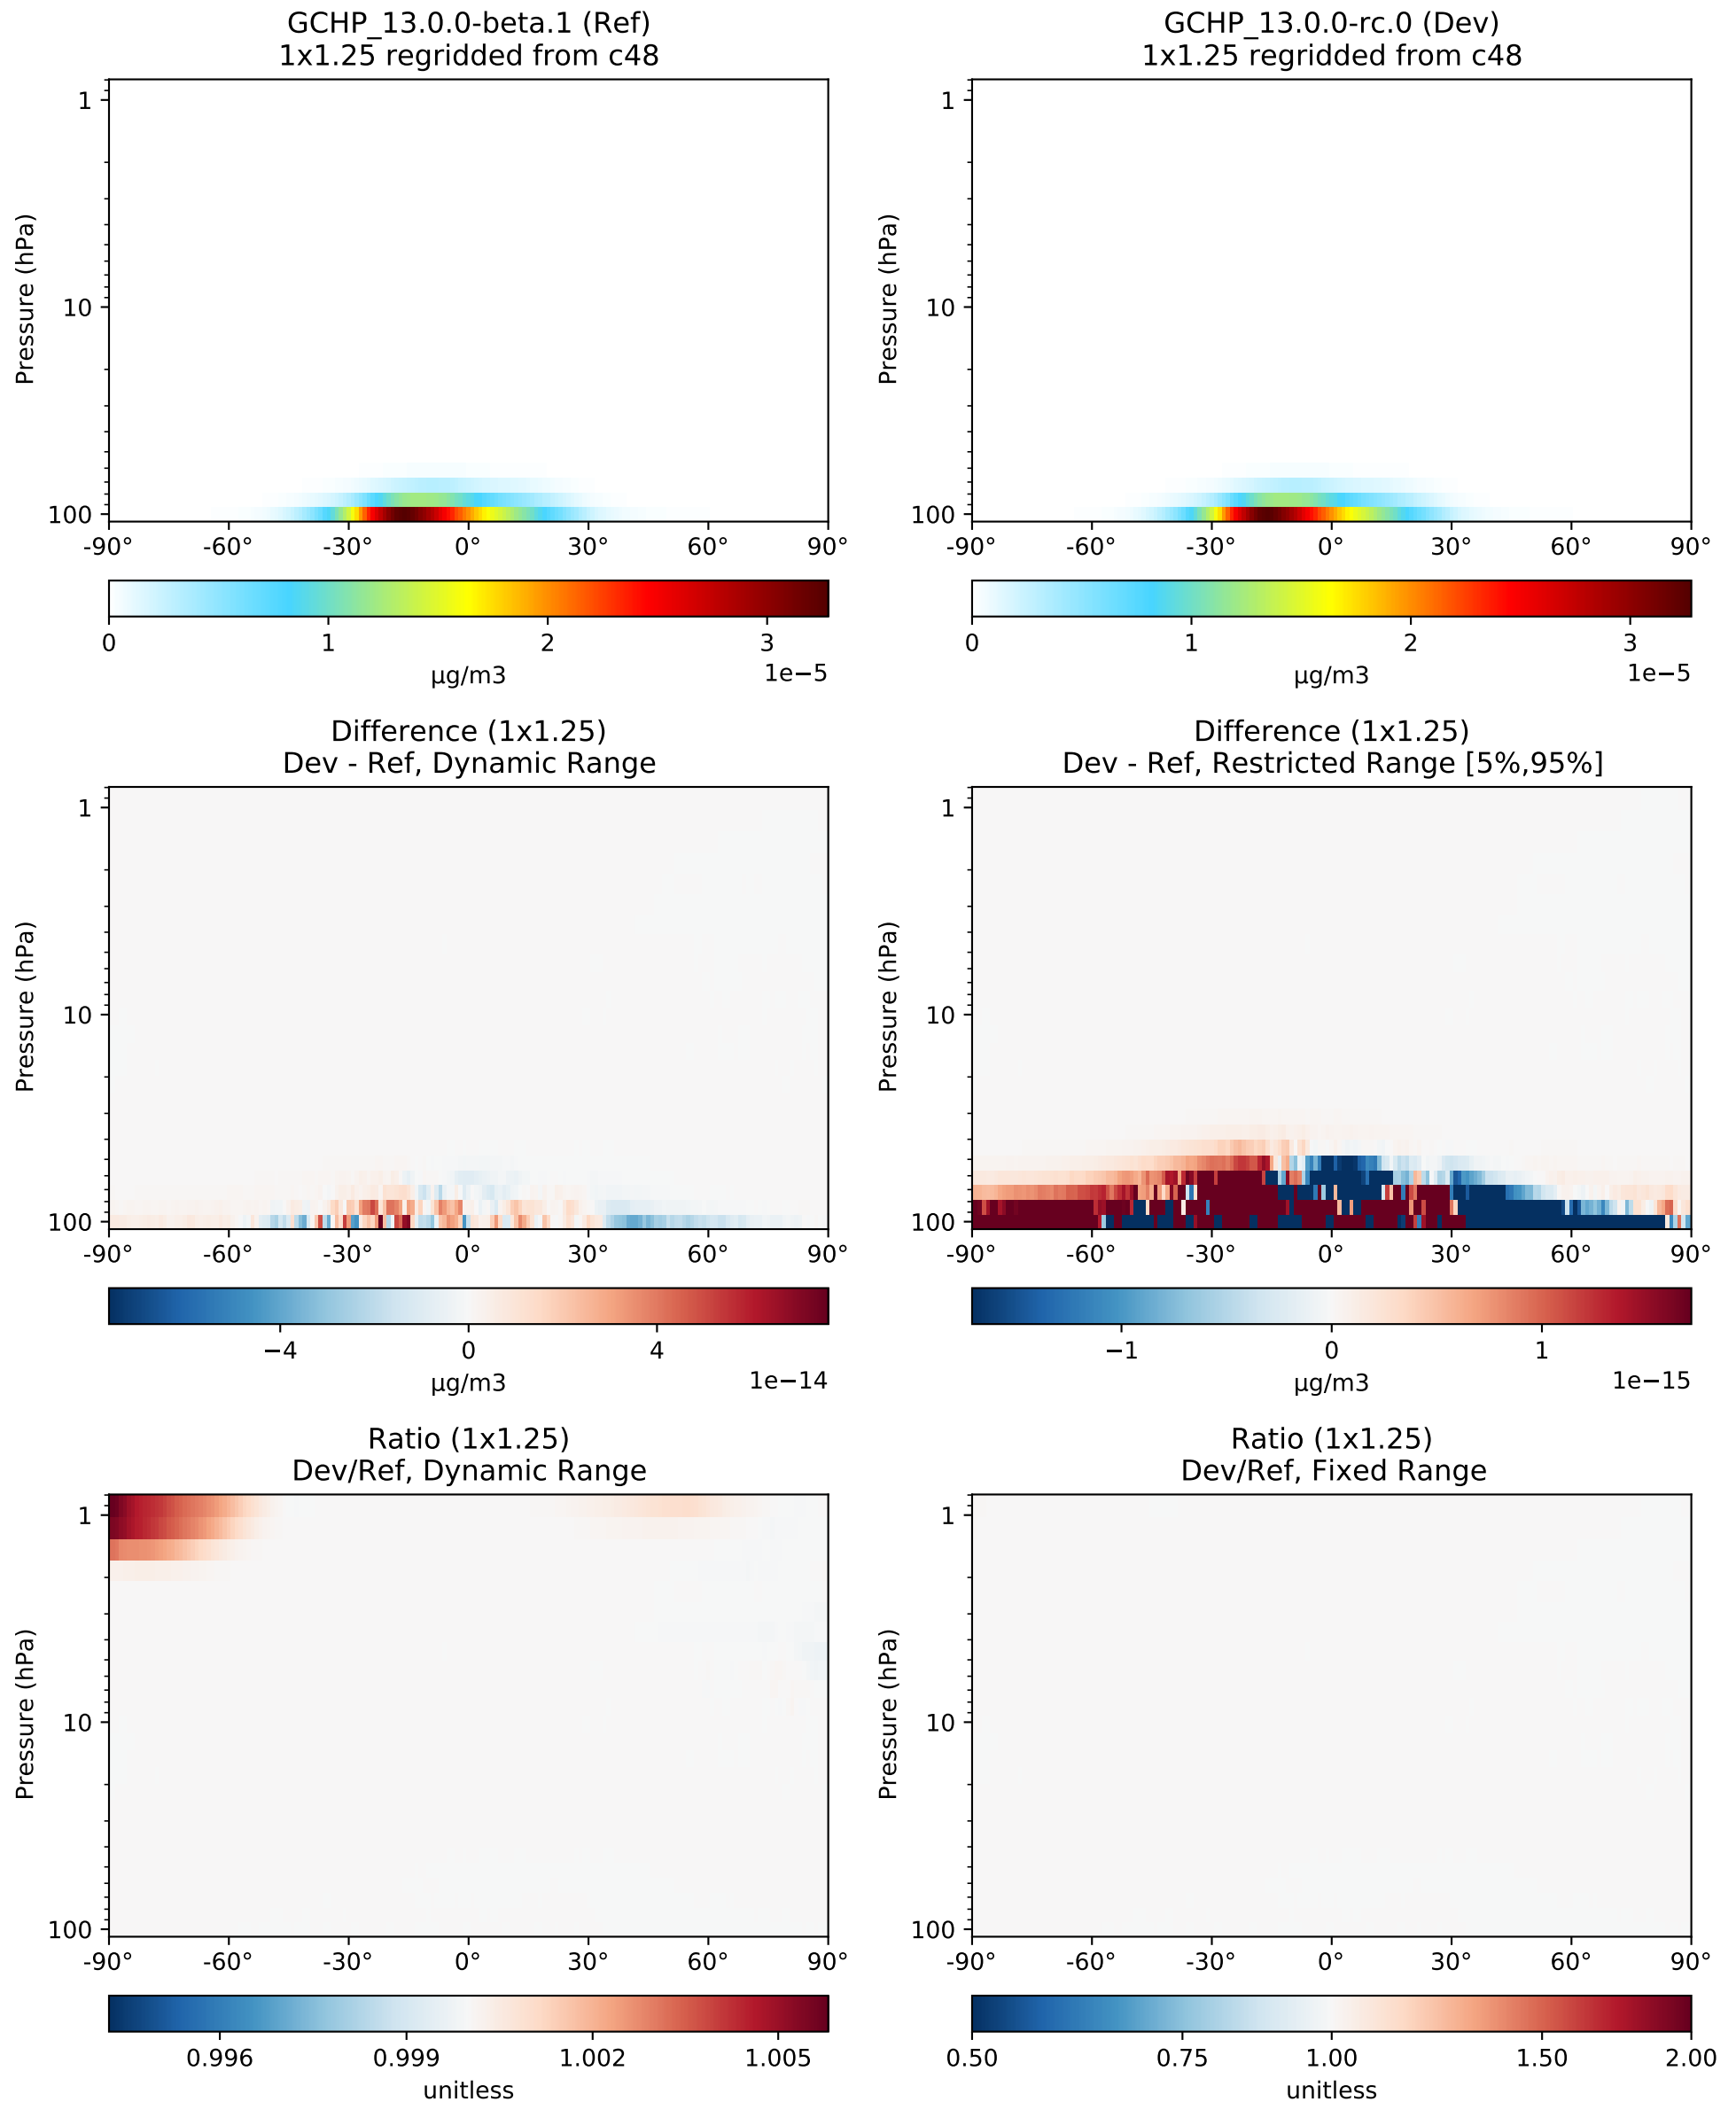 GCHP_13.0.0-beta.1 (Ref)
1x1.25 regridded from c48
Pressure (hPa)
1
10
100
-90° -60° -30° 0° 30° 60° 90°
0 1 2 3
1e−5
µg/m3
GCHP_13.0.0-rc.0 (Dev)
1x1.25 regridded from c48
Pressure (hPa)
1
10
100
-90° -60° -30° 0° 30° 60° 90°
0 1 2 3
1e−5
µg/m3
Difference (1x1.25)
Dev - Ref, Dynamic Range
Pressure (hPa)
1
10
100
-90° -60° -30° 0° 30° 60° 90°
−4 0 4
1e−14
µg/m3
Difference (1x1.25)
Dev - Ref, Restricted Range [5%,95%]
Pressure (hPa)
1
10
100
-90° -60° -30° 0° 30° 60° 90°
−1 0 1
1e−15
µg/m3
Ratio (1x1.25)
Dev/Ref, Dynamic Range
Pressure (hPa)
1
10
100
-90° -60° -30° 0° 30° 60° 90°
0.996 0.999 1.002 1.005
unitless
Ratio (1x1.25)
Dev/Ref, Fixed Range
Pressure (hPa)
1
10
100
-90° -60° -30° 0° 30° 60° 90°
0.50 0.75 1.00 1.50 2.00
unitless